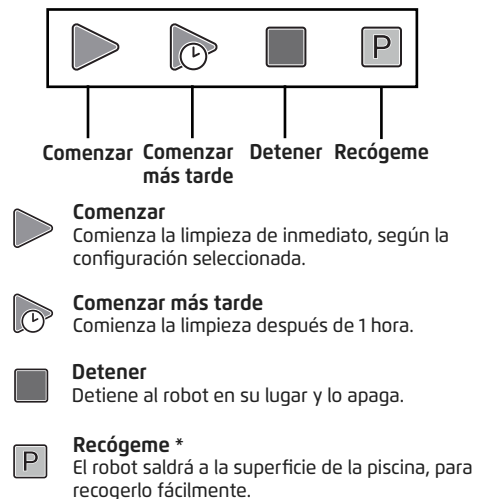 P
Comenzar Comenzar más tarde Detener Recógeme
Comenzar
Comienza la limpieza de inmediato, según la
configuración seleccionada.
Comenzar más tarde
Comienza la limpieza después de 1 hora.
Detener
Detiene al robot en su lugar y lo apaga.
P
Recógeme *
El robot saldrá a la superficie de la piscina, para
recogerlo fácilmente.